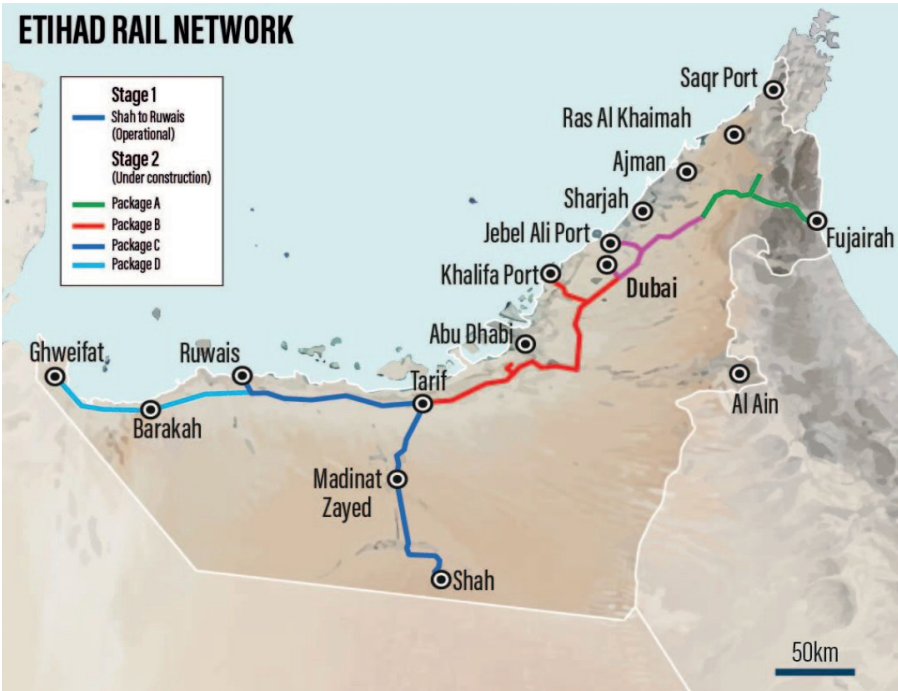 ETIHAD RAIL NETWORK
Stage 1
Shah to Ruwais
(Operational)
Stage 2
(Under construction)
Package A
Package B
Package C
Package D
Saqr Port
Ras Al Khaimah
Ajman
Sharjah
Jebel Ali Port
Fujairah
Khalifa Port
Dubai
Abu Dhabi
Ghweifat
Ruwais
Tarif
Al Ain
Barakah
Madinat
Zayed
Shah
50km